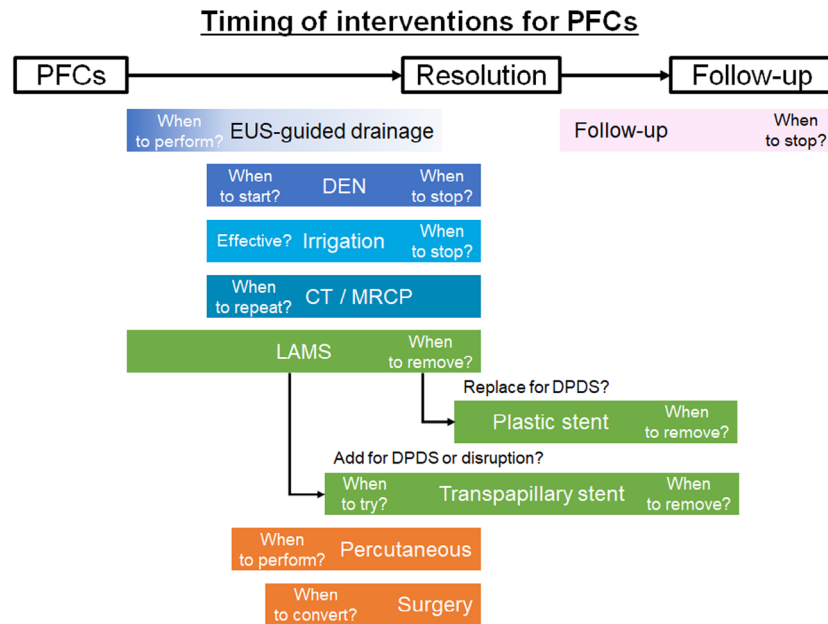 Timing of interventions for PFCs
PFCs
Resolution
Follow-up
When
to perform?
EUS-guided drainage
Follow-up
When
to stop?
When
to start?
DEN
When
to stop?
Effective?
Irrigation
When
to stop?
When
to repeat?
CT / MRCP
LAMS
When
to remove?
Replace for DPDS?
Plastic stent
When
to remove?
Add for DPDS or disruption?
When
to try?
Transpapillary stent
When
to remove?
When
to perform?
Percutaneous
When
to convert?
Surgery